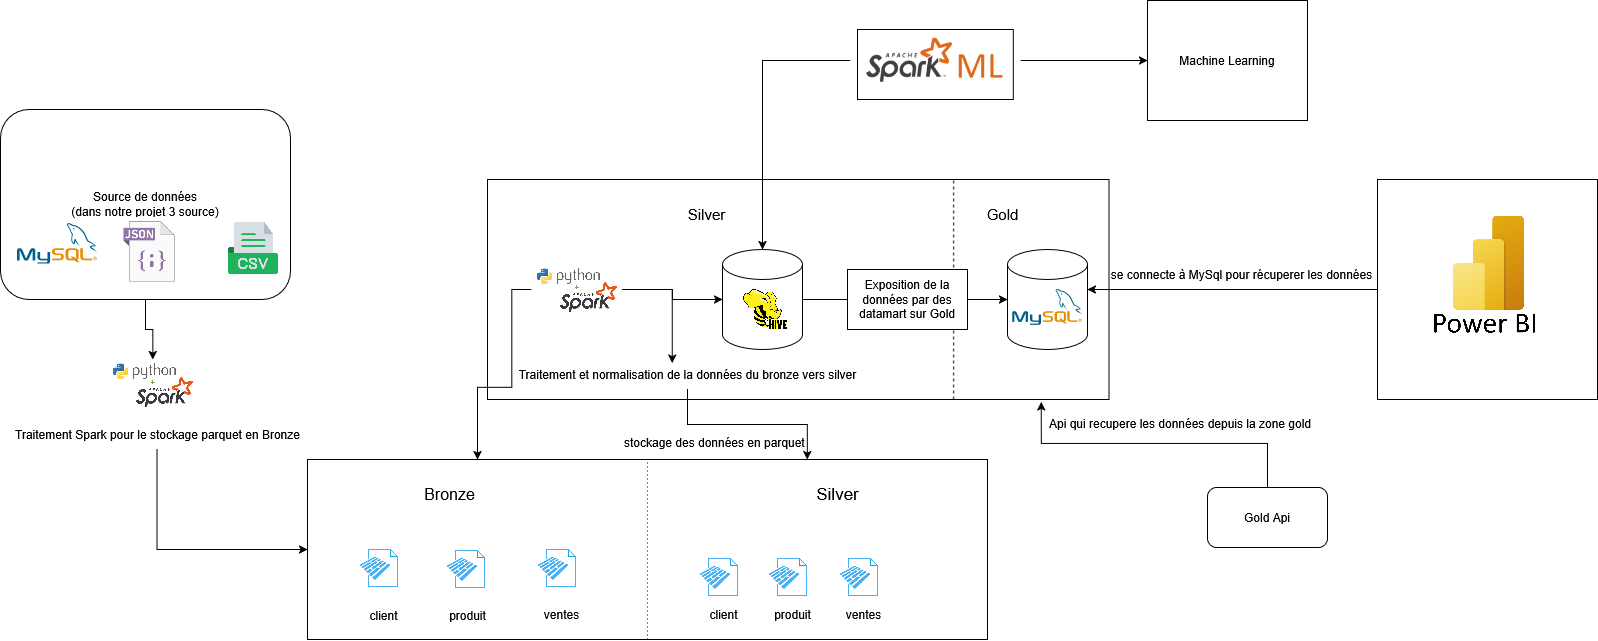 APACHE
Spark ML
Machine Learning
Source de données
(dans notre projet 3 source)
MySQL
JSON
{;}
CSV
Silver
Gold
python
+
APACHE
Spark
HIVE
Exposition de la
données par des
datamart sur Gold
MySQL
se connecte à MySql pour récuperer les données
Power BI
python
+
APACHE
Spark
Traitement et normalisation de la données du bronze vers silver
Traitement Spark pour le stockage parquet en Bronze
stockage des données en parquet
Api qui recupere les données depuis la zone gold
Bronze
Silver
Gold Api
client
produit
ventes
client
produit
ventes